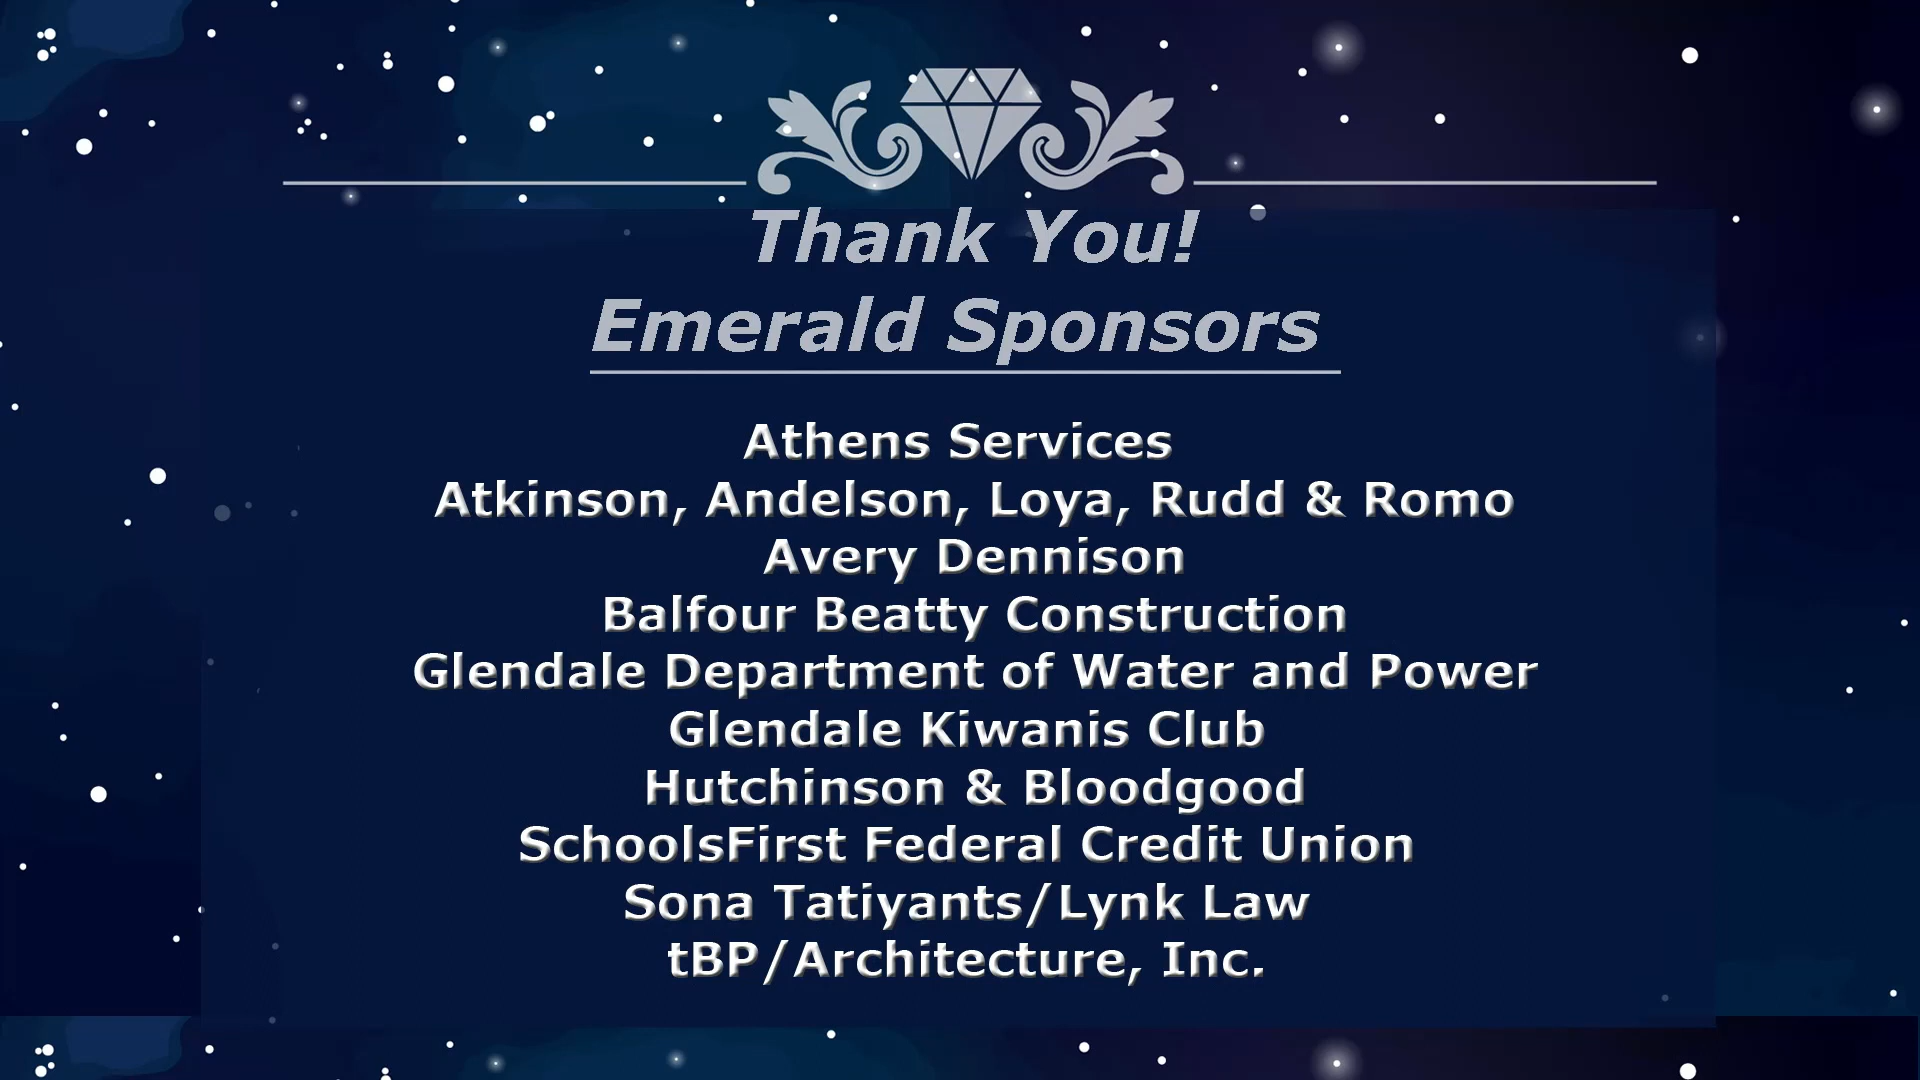 Thank You!
Emerald Sponsors
Athens Services
Atkinson, Andelson, Loya, Rudd & Romo
Avery Dennison
Balfour Beatty Construction
Glendale Department of Water and Power
Glendale Kiwanis Club
Hutchinson & Bloodgood
SchoolsFirst Federal Credit Union
Sona Tatiyants/Lynk Law
tBP/Architecture, Inc.